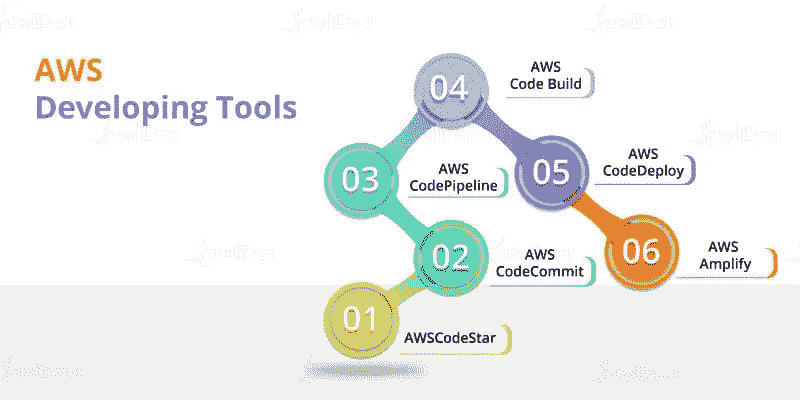 AWS
Developing Tools
01
AWSCodeStar
02
AWS
CodeCommit
03
AWS
CodePipeline
04
AWS
Code Build
05
AWS
CodeDeploy
06
AWS
Amplify